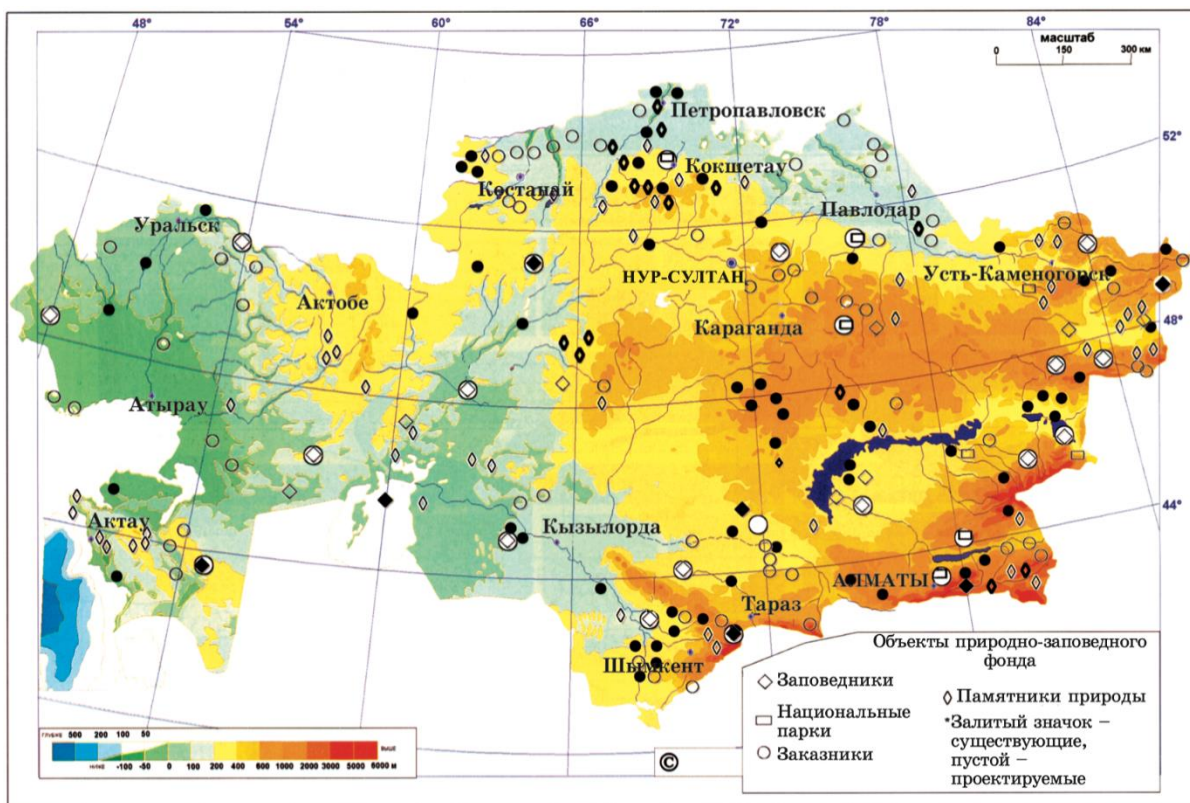 48° 54° 60° 66° 72° 78° 84°
масштаб
0 150 300 км
52°
Петропавловск
Кокшетау
Костанай
Павлодар
Уральск
НУР-СУЛТАН
Усть-Каменогорск
Актобе
48°
Караганда
Атырау
44°
Актау
Кызылорда
АЛМАТЫ
Тараз
Шымкент
Объекты природно-заповедного
фонда
Заповедники
Национальные
парки
Заказники
Памятники природы
*Залитый значок –
существующие,
пустой –
проектируемые
©
ГЛУБЖЕ 500 200 100 50
НИЖЕ -100 -50 0 100 200 400 600 1000 2000 3000 5000 6000 м ВЫШЕ